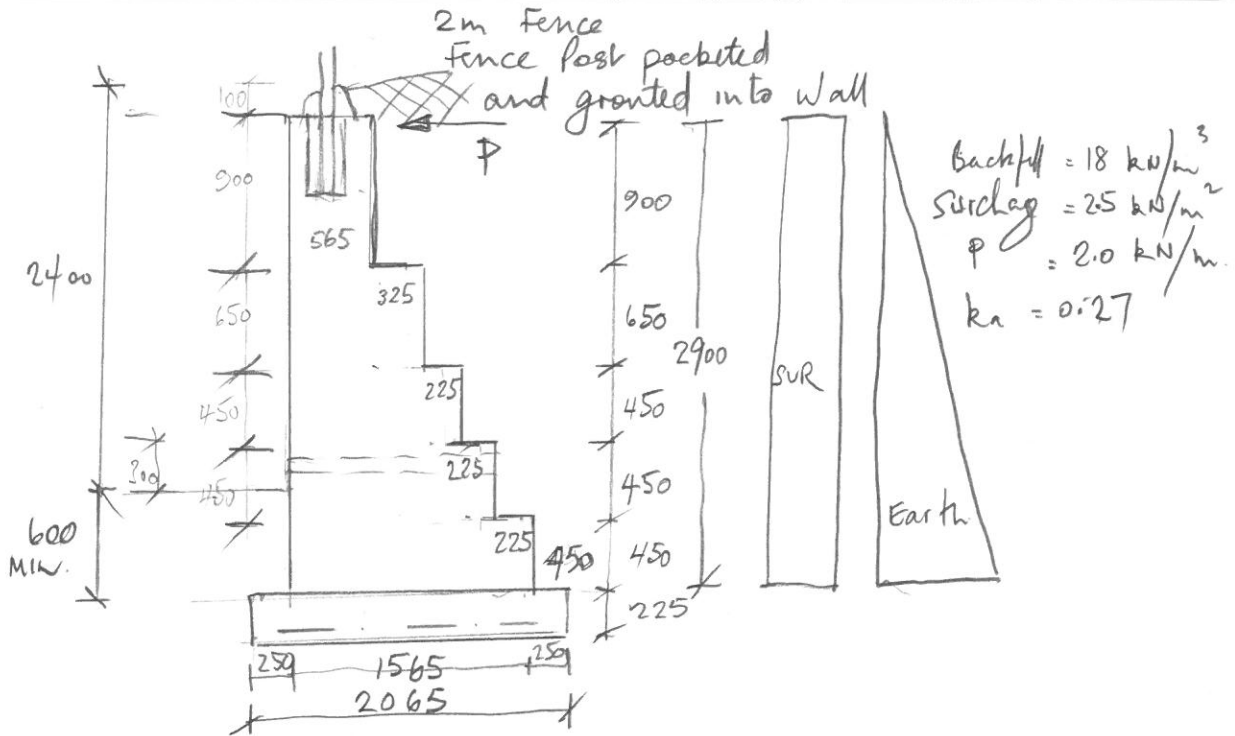 2m Fence
Fence Post pocketed
and grouted into Wall
P
100
900
565
2400
325
650
225
450
225
300
450
225
450
600
MIN.
900
650
2900
450
450
450
225
250
1565
250
2065
SUR
Earth
Backfill = 18 kN/m³
Surcharg = 2.5 kN/m²
P = 2.0 kN/m.
ka = 0.27